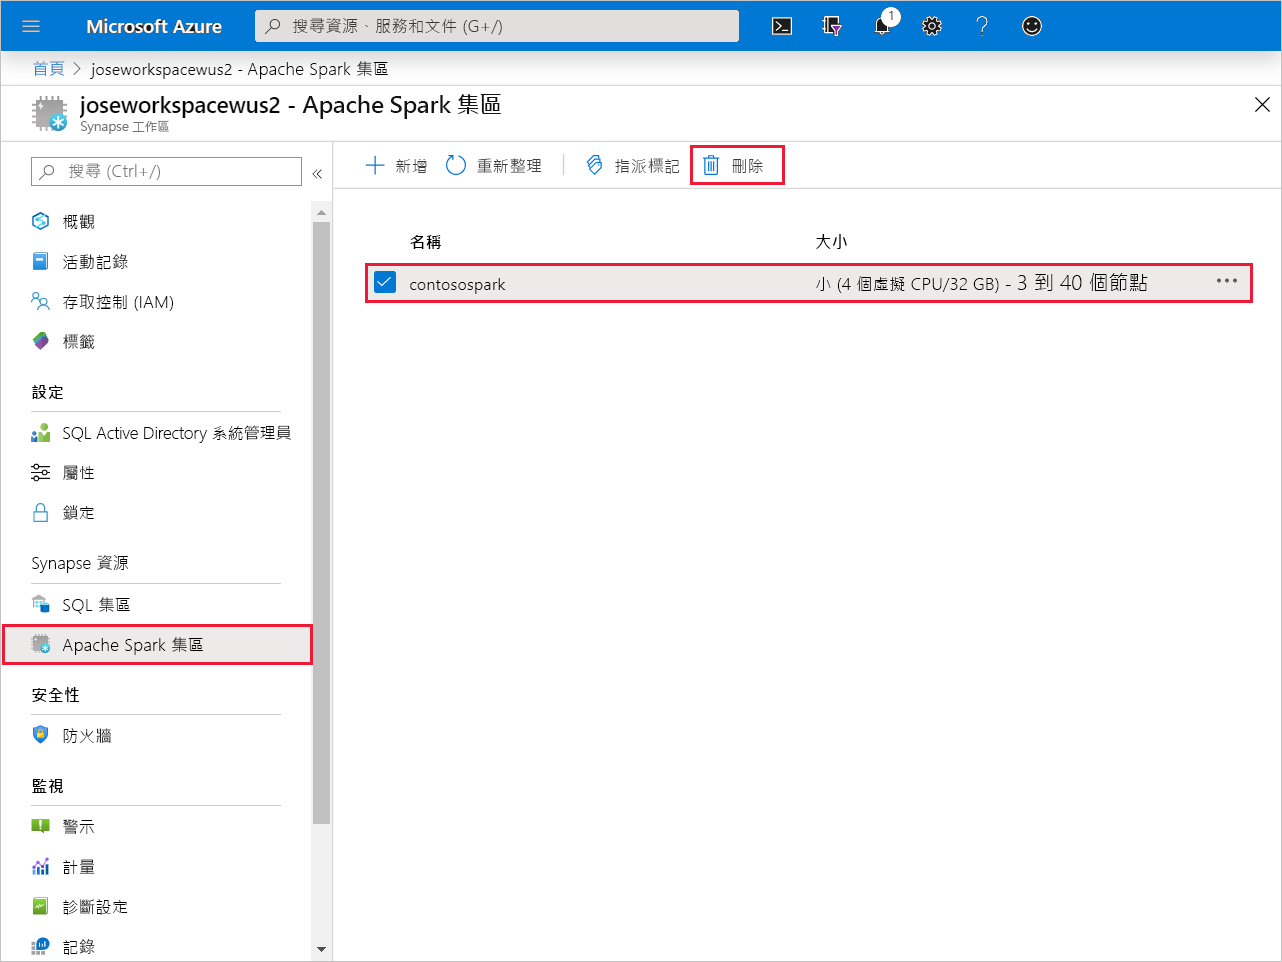 Microsoft Azure
搜尋資源、服務和文件 (G+/)
1
首頁 > joseworkspacewus2 - Apache Spark 集區
joseworkspacewus2 - Apache Spark 集區
Synapse 工作區
搜尋 (Ctrl+/)
«
概觀
活動記錄
存取控制 (IAM)
標籤
設定
SQL Active Directory 系統管理員
屬性
鎖定
Synapse 資源
SQL 集區
Apache Spark 集區
安全性
防火牆
監視
警示
計量
診斷設定
記錄
新增 重新整理 指派標記 刪除
名稱 大小
contosospark 小 (4 個虛擬 CPU/32 GB) - 3 到 40 個節點